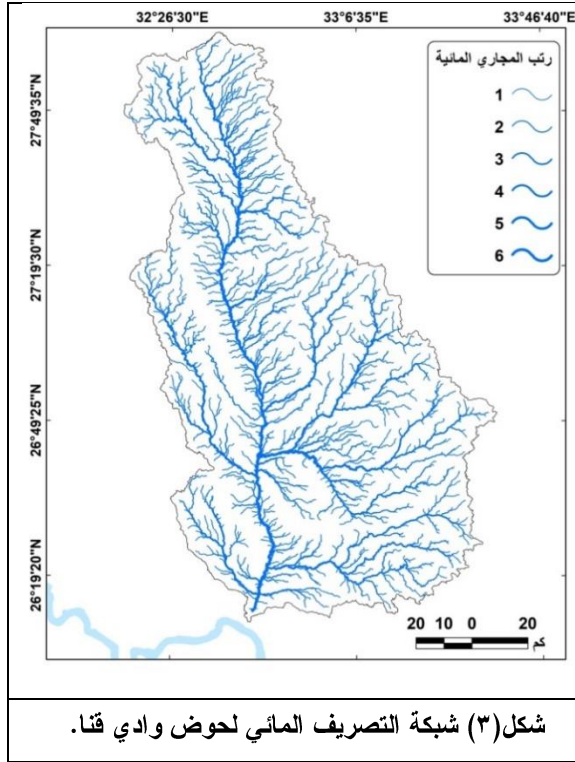 32°26'30"E 33°6'35"E 33°46'40"E
رتب المجاري المائية
1
2
3
4
5
6
27°49'35"N
27°19'30"N
26°49'25"N
26°19'20"N
20 10 0 20
كم
شكل(٣) شبكة التصريف المائي لحوض وادي قنا.